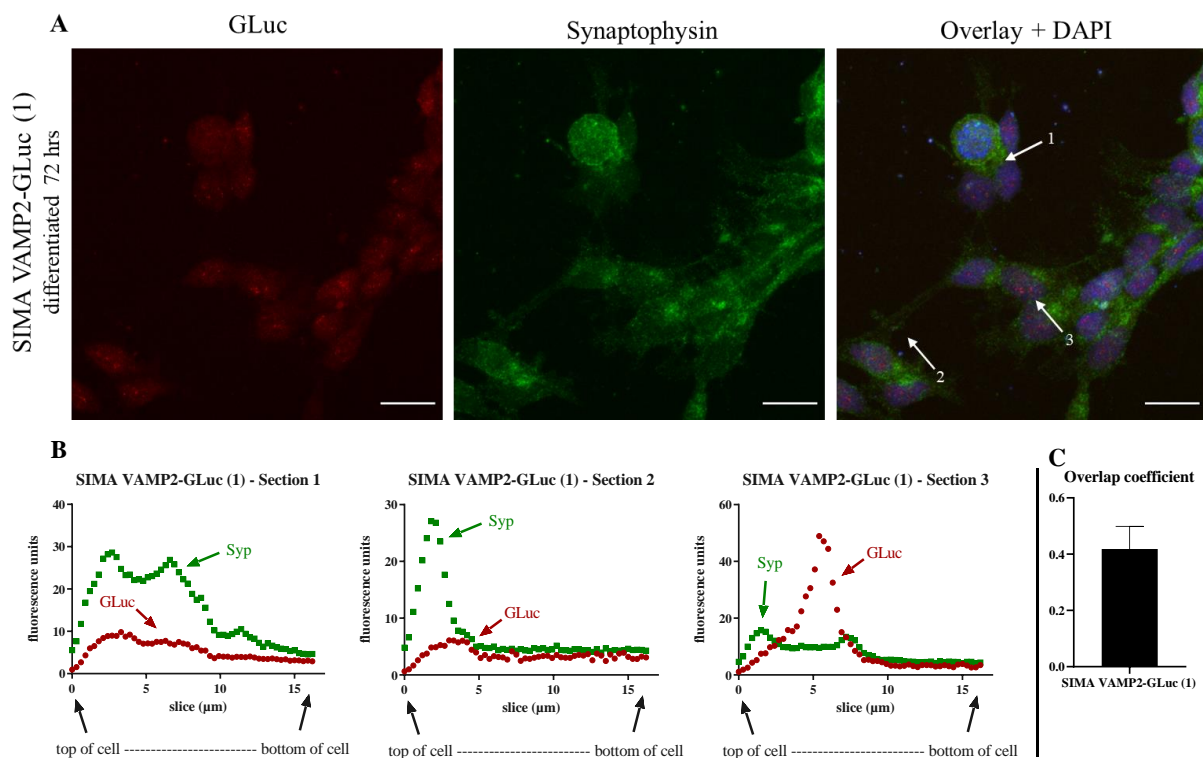 A
GLuc
Synaptophysin
Overlay + DAPI
SIMA VAMP2-GLuc (1)
differentiated 72 hrs
1
2
3
B
SIMA VAMP2-GLuc (1) - Section 1
fluorescence units
40
30
20
10
0
Syp
GLuc
0 5 10 15
slice (µm)
top of cell -------------------------- bottom of cell
SIMA VAMP2-GLuc (1) - Section 2
fluorescence units
30
20
10
0
Syp
GLuc
0 5 10 15
slice (µm)
top of cell -------------------------- bottom of cell
SIMA VAMP2-GLuc (1) - Section 3
fluorescence units
60
40
20
0
Syp
GLuc
0 5 10 15
slice (µm)
top of cell -------------------------- bottom of cell
C
Overlap coefficient
0.6
0.4
0.2
0.0
SIMA VAMP2-GLuc (1)